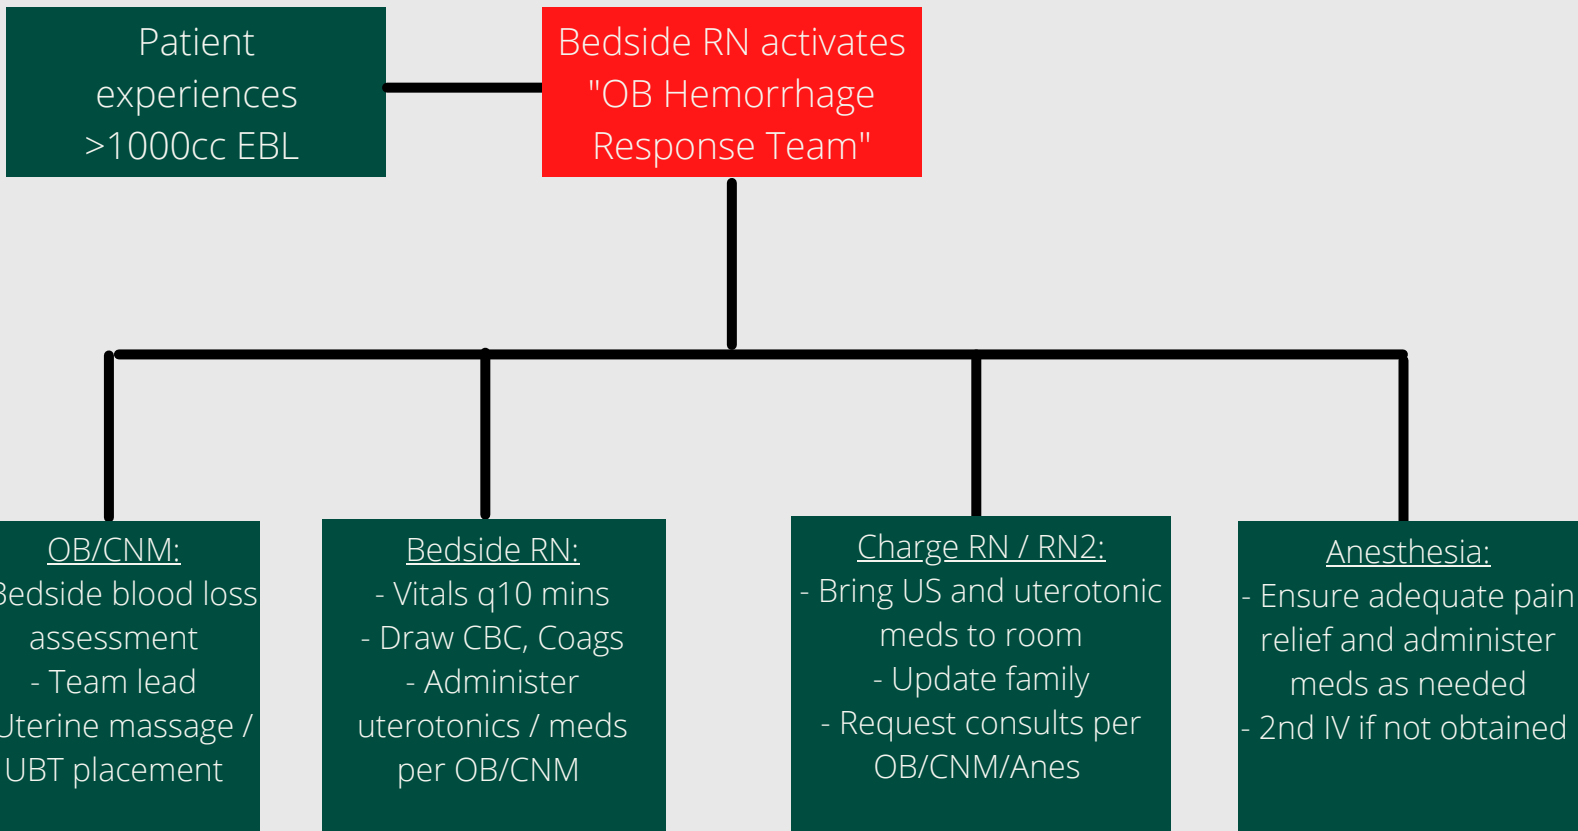 Patient
experiences
>1000cc EBL
Bedside RN activates
"OB Hemorrhage
Response Team"
OB/CNM:
Bedside blood loss
assessment
- Team lead
Uterine massage /
UBT placement
Bedside RN:
- Vitals q10 mins
- Draw CBC, Coags
- Administer
uterotonics / meds
per OB/CNM
Charge RN / RN2:
- Bring US and uterotonic
meds to room
- Update family
- Request consults per
OB/CNM/Anes
Anesthesia:
- Ensure adequate pain
relief and administer
meds as needed
- 2nd IV if not obtained